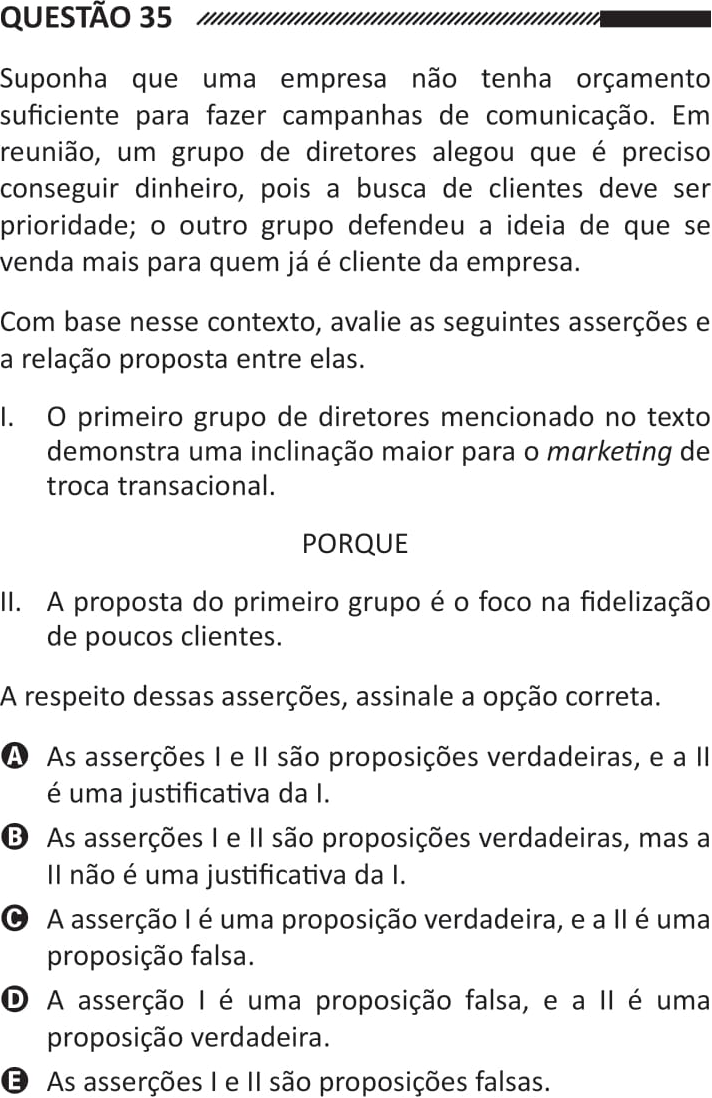 QUESTÃO 35
Suponha que uma empresa não tenha orçamento
suficiente para fazer campanhas de comunicação. Em
reunião, um grupo de diretores alegou que é preciso
conseguir dinheiro, pois a busca de clientes deve ser
prioridade; o outro grupo defendeu a ideia de que se
venda mais para quem já é cliente da empresa.
Com base nesse contexto, avalie as seguintes asserções e
a relação proposta entre elas.
I. O primeiro grupo de diretores mencionado no texto
demonstra uma inclinação maior para o marketing de
troca transacional.
PORQUE
II. A proposta do primeiro grupo é o foco na fidelização
de poucos clientes.
A respeito dessas asserções, assinale a opção correta.
A As asserções I e II são proposições verdadeiras, e a II
é uma justificativa da I.
B As asserções I e II são proposições verdadeiras, mas a
II não é uma justificativa da I.
C A asserção I é uma proposição verdadeira, e a II é uma
proposição falsa.
D A asserção I é uma proposição falsa, e a II é uma
proposição verdadeira.
E As asserções I e II são proposições falsas.